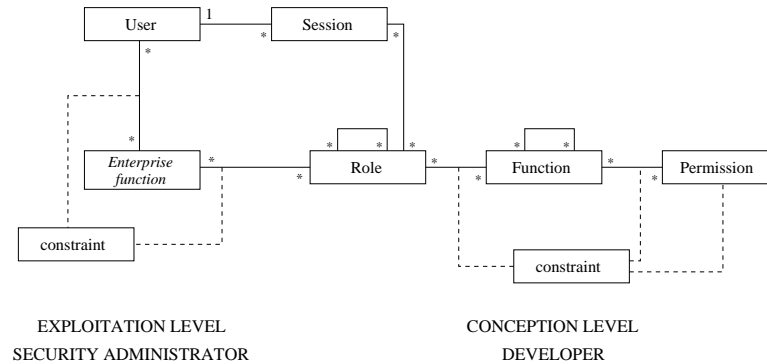 User
1
*
Session
*
*
*
*
*
*
*
*
*
*
*
*
Enterprise
function
*
*
Role
*
*
Function
*
*
Permission
constraint
constraint
EXPLOITATION LEVEL
CONCEPTION LEVEL
SECURITY ADMINISTRATOR
DEVELOPER